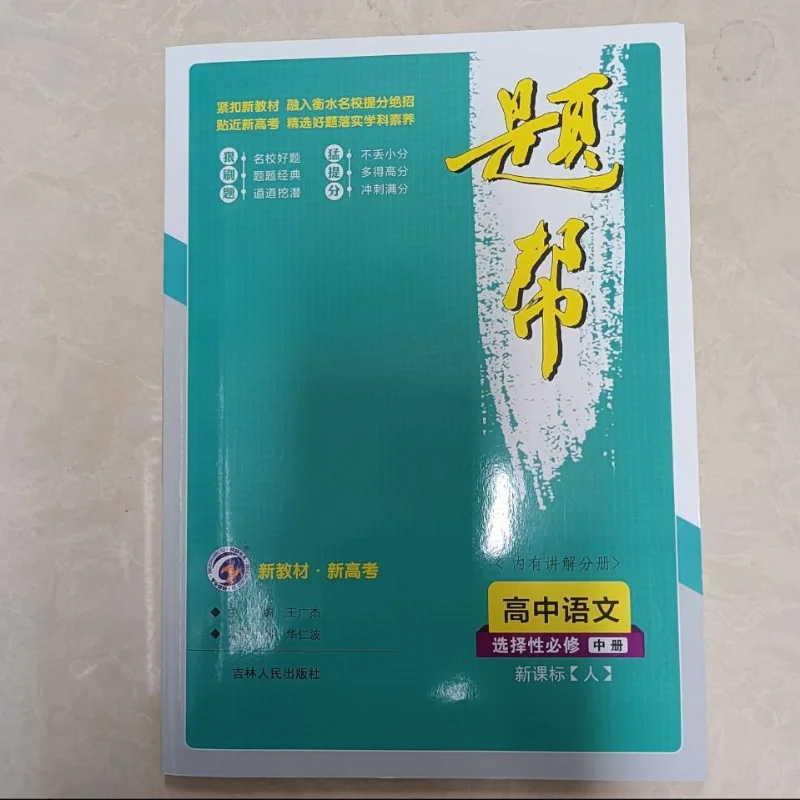 紧扣新教材 融入衡水名校提分绝招
贴近新高考 精选好题落实学科素养
狠刷题
名校好题
题题经典
道道挖潜
猛提分
不丢小分
多得高分
冲刺满分
题帮
<内有讲解分册>
新教材·新高考
高中语文
选择性必修 中册
新课标【人】
王广杰
华仁波
吉林人民出版社